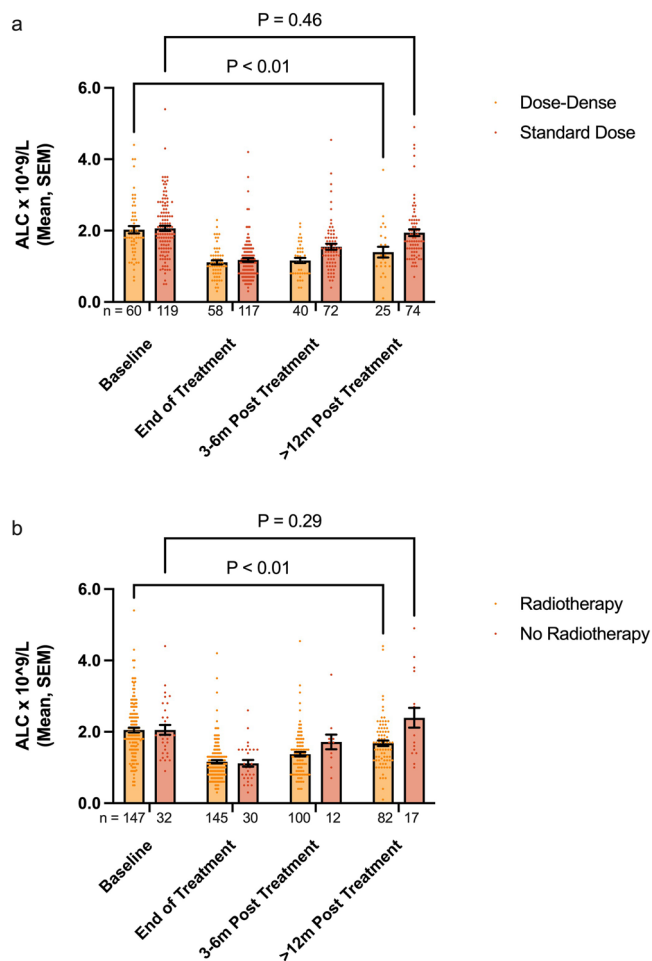 a
P = 0.46
P < 0.01
Dose-Dense
Standard Dose
ALC x 10^9/L
(Mean, SEM)
6.0
4.0
2.0
0.0
n = 60 119 58 117 40 72 25 74
Baseline
End of Treatment
3-6m Post Treatment
>12m Post Treatment
b
P = 0.29
P < 0.01
Radiotherapy
No Radiotherapy
ALC x 10^9/L
(Mean, SEM)
6.0
4.0
2.0
0.0
n = 147 32 145 30 100 12 82 17
Baseline
End of Treatment
3-6m Post Treatment
>12m Post Treatment